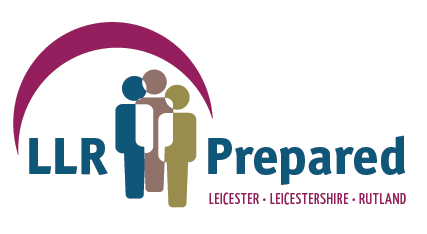 LLR Prepared
LEICESTER · LEICESTERSHIRE · RUTLAND